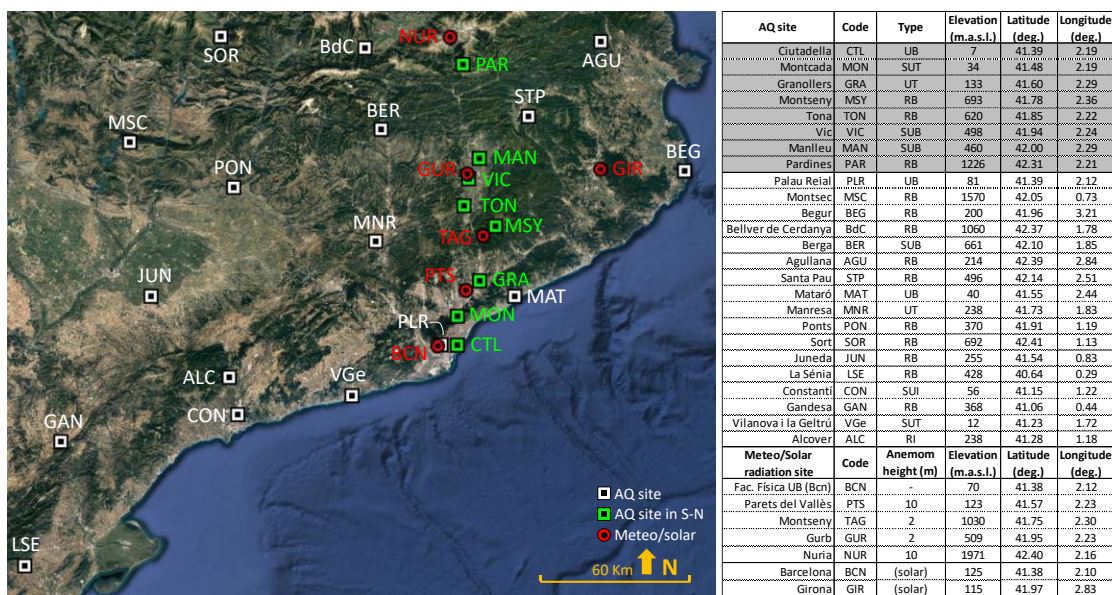 SOR
BdC
NUR
AGU
PAR
MSC
BER
STP
PON
MAN
GUR
VIC
GIR
BEG
TON
MNR
MSY
TAG
JUN
PTS
GRA
MAT
MON
PLR
BCN
CTL
ALC
VGe
CON
GAN
LSE
AQ site
AQ site in S-N
Meteo/solar
60 Km N
AQ site Code Type Elevation (m.a.s.l.) Latitude (deg.) Longitude (deg.)
Ciutadella CTL UB 7 41.39 2.19
Montcada MON SUT 34 41.48 2.19
Granollers GRA UT 133 41.60 2.29
Montseny MSY RB 693 41.78 2.36
Tona TON RB 620 41.85 2.22
Vic VIC SUB 498 41.94 2.24
Manlleu MAN SUB 460 42.00 2.29
Pardines PAR RB 1226 42.31 2.21
Palau Reial PLR UB 81 41.39 2.12
Montsec MSC RB 1570 42.05 0.73
Begur BEG RB 200 41.96 3.21
Bellver de Cerdanya BdC RB 1060 42.37 1.78
Berga BER SUB 661 42.10 1.85
Agullana AGU RB 214 42.39 2.84
Santa Pau STP RB 496 42.14 2.51
Mataró MAT UB 40 41.55 2.44
Manresa MNR UT 238 41.73 1.83
Ponts PON RB 370 41.91 1.19
Sort SOR RB 692 42.41 1.13
Juneda JUN RB 255 41.54 0.83
La Sénia LSE RB 428 40.64 0.29
Constantí CON SUI 56 41.15 1.22
Gandesa GAN RB 368 41.06 0.44
Vilanova i la Geltrú VGe SUT 12 41.23 1.72
Alcover ALC RI 238 41.28 1.18
Meteo/Solar radiation site Code Anemom height (m) Elevation (m.a.s.l.) Latitude (deg.) Longitude (deg.)
Fac. Física UB (Bcn) BCN - 70 41.38 2.12
Parets del Vallès PTS 10 123 41.57 2.23
Montseny TAG 2 1030 41.75 2.30
Gurb GUR 2 509 41.95 2.23
Nuria NUR 10 1971 42.40 2.16
Barcelona BCN (solar) 125 41.38 2.10
Girona GIR (solar) 115 41.97 2.83